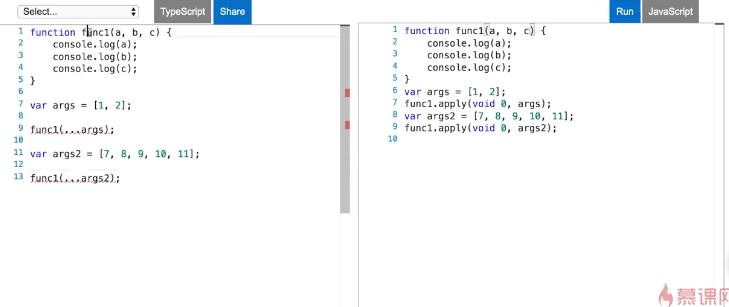 Select... TypeScript Share Run JavaScript
1 function func1(a, b, c) {
2 console.log(a);
3 console.log(b);
4 console.log(c);
5 }
6
7 var args = [1, 2];
8
9 func1(...args);
10
11 var args2 = [7, 8, 9, 10, 11];
12
13 func1(...args2);
1 function func1(a, b, c) {
2 console.log(a);
3 console.log(b);
4 console.log(c);
5 }
6 var args = [1, 2];
7 func1.apply(void 0, args);
8 var args2 = [7, 8, 9, 10, 11];
9 func1.apply(void 0, args2);
10
慕课网